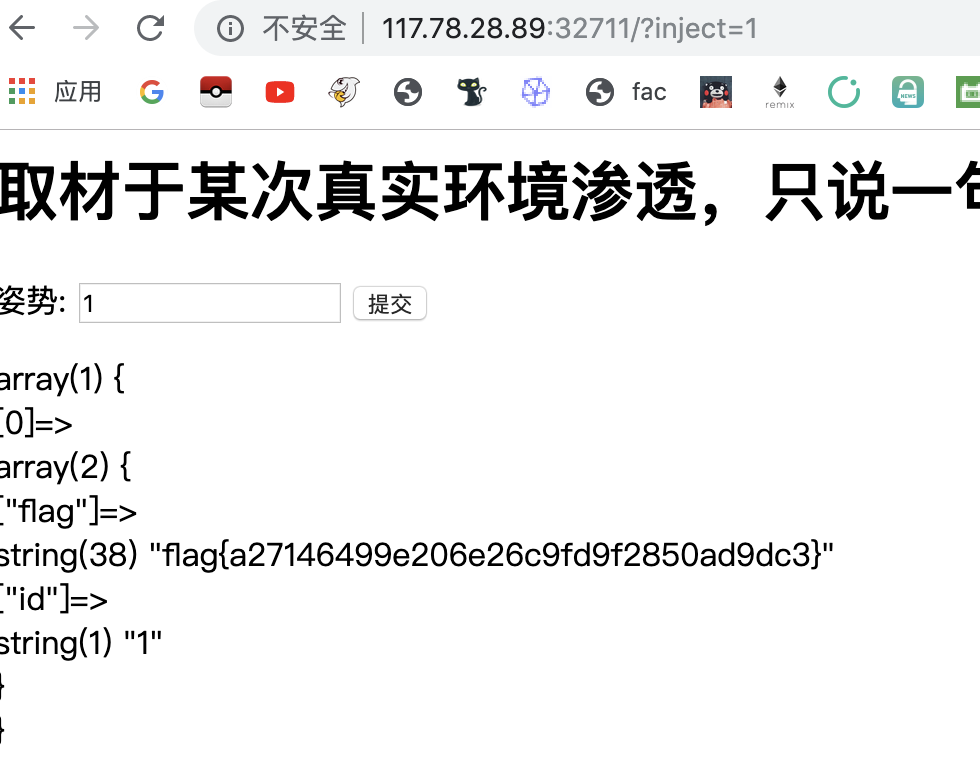 不安全 117.78.28.89:32711/?inject=1
应用 fac NEWS remix
取材于某次真实环境渗透，只说一
姿势: 1 提交
array(1) {
[0]=>
array(2) {
["flag"]=>
string(38) "flag{a27146499e206e26c9fd9f2850ad9dc3}"
["id"]=>
string(1) "1"
}
}